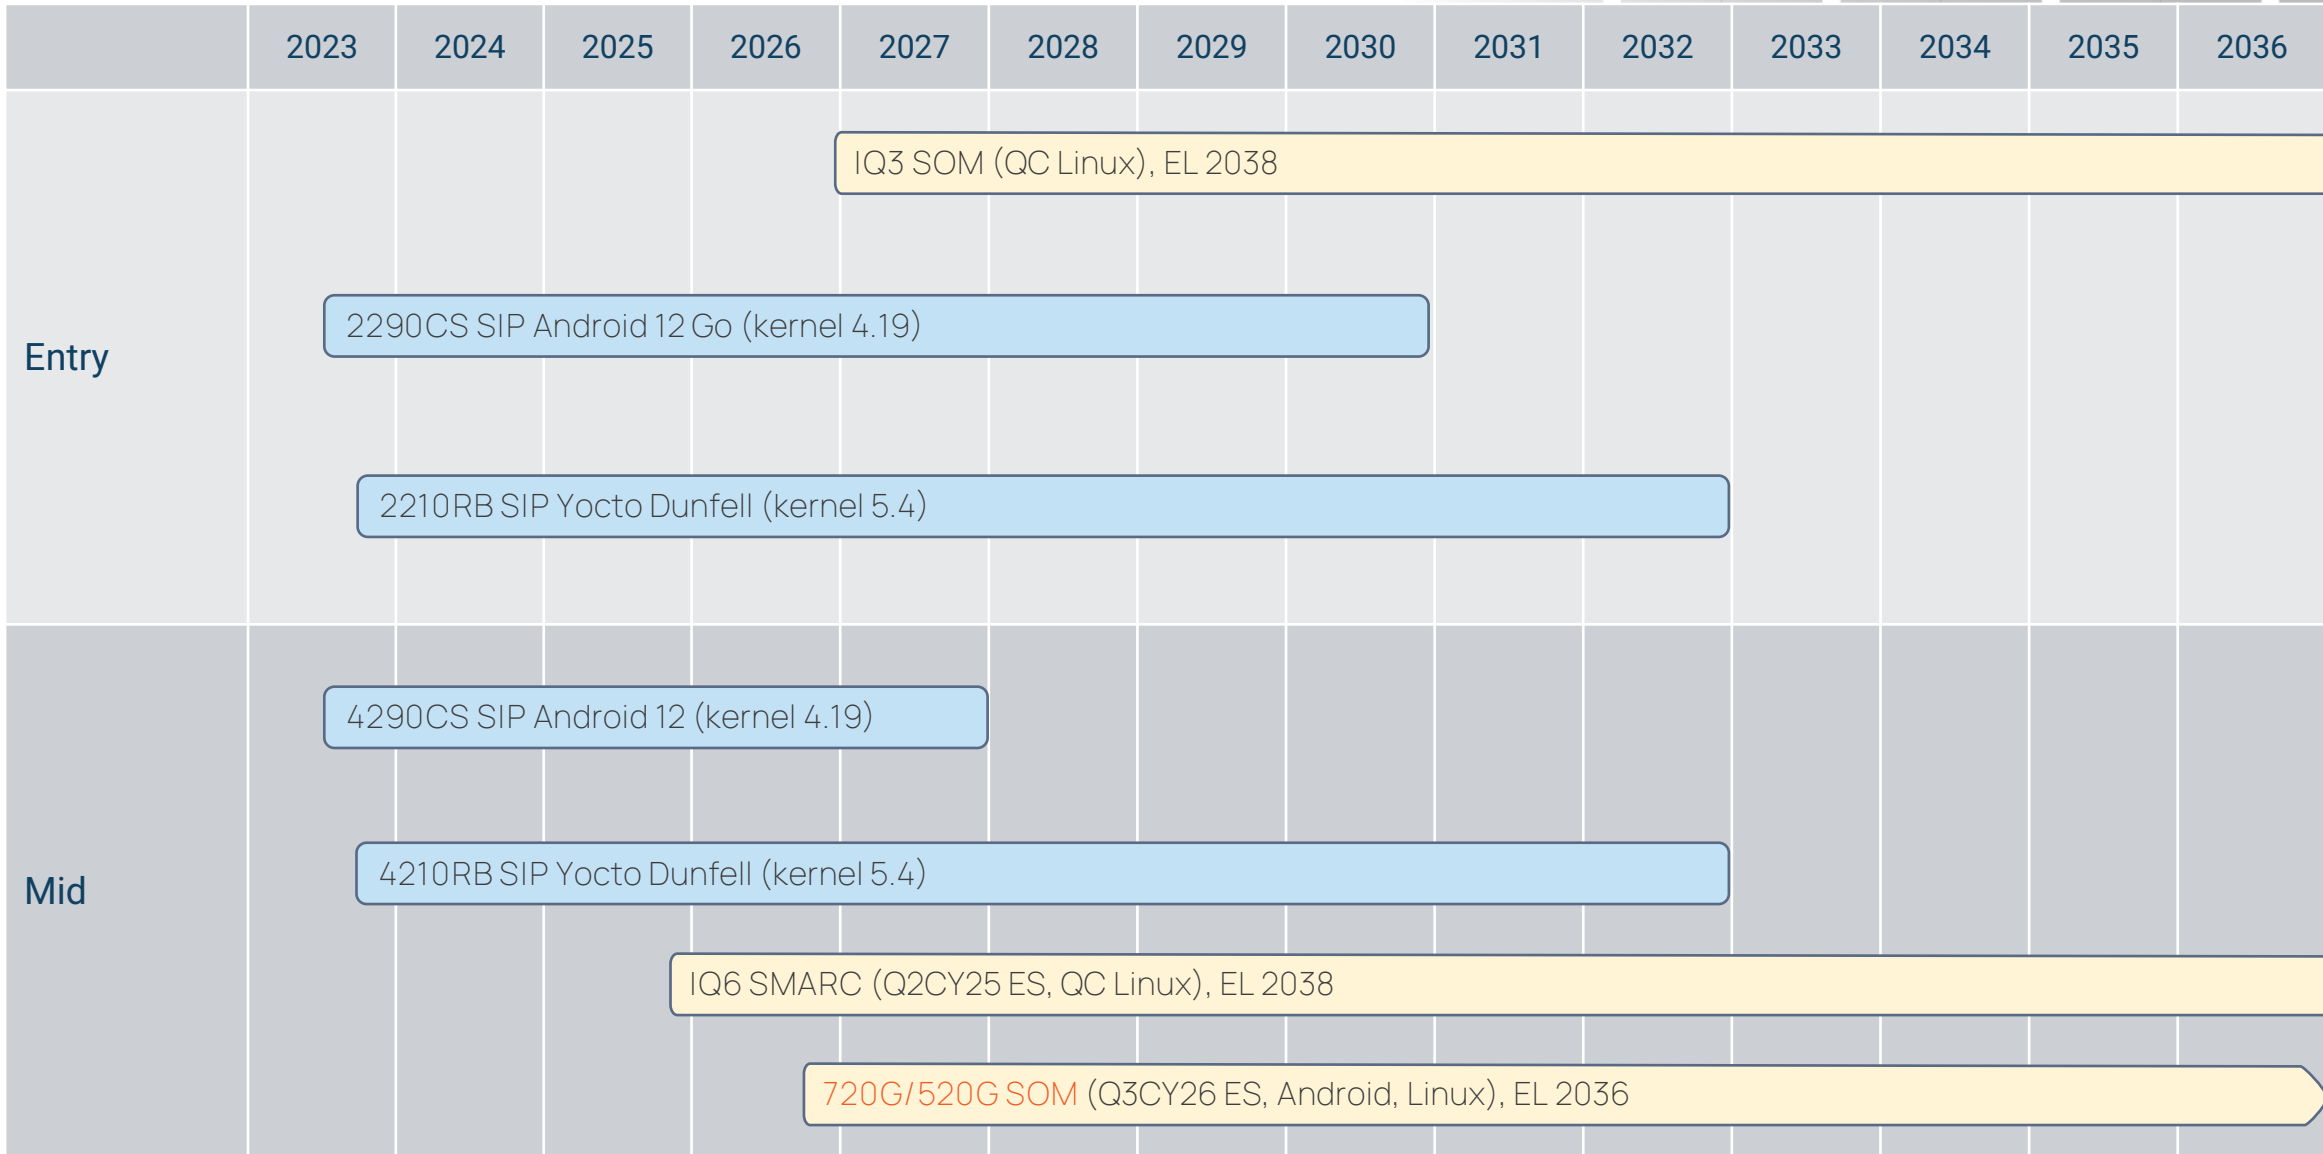 2023 2024 2025 2026 2027 2028 2029 2030 2031 2032 2033 2034 2035 2036
Entry
IQ3 SOM (QC Linux), EL 2038
2290CS SIP Android 12 Go (kernel 4.19)
2210RB SIP Yocto Dunfell (kernel 5.4)
Mid
4290CS SIP Android 12 (kernel 4.19)
4210RB SIP Yocto Dunfell (kernel 5.4)
IQ6 SMARC (Q2CY25 ES, QC Linux), EL 2038
720G/520G SOM (Q3CY26 ES, Android, Linux), EL 2036